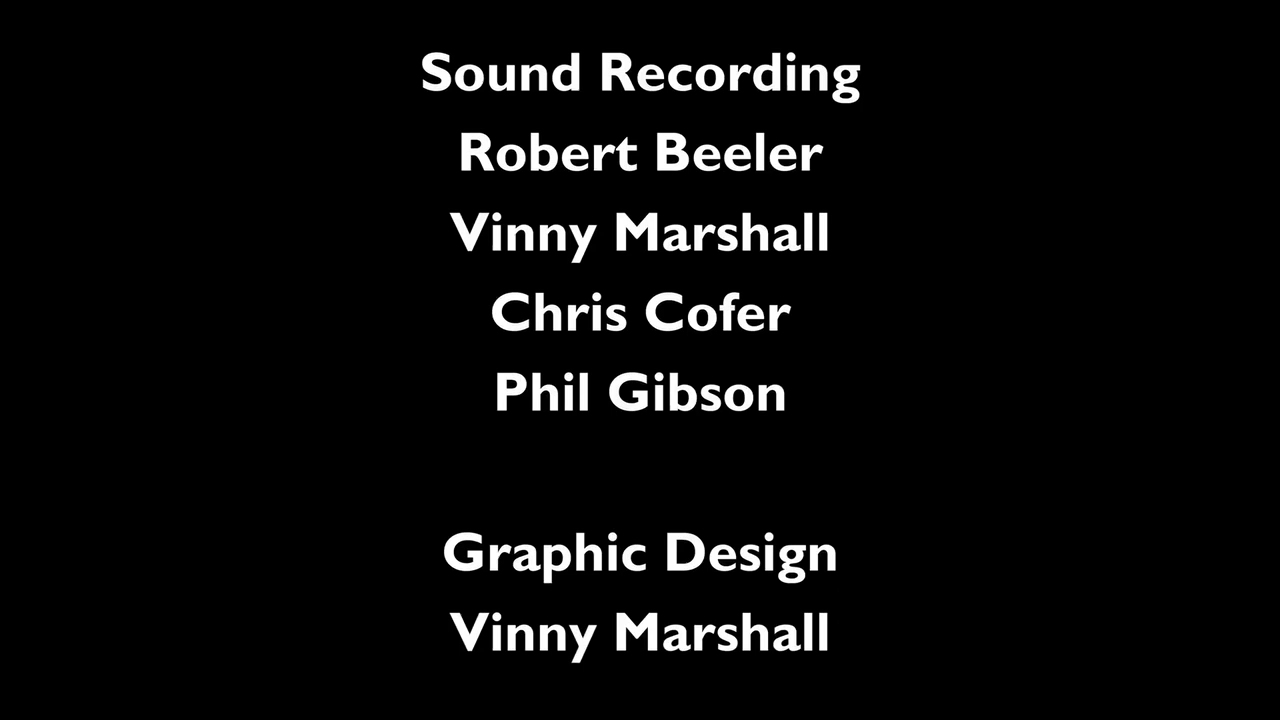 Sound Recording
Robert Beeler
Vinny Marshall
Chris Cofer
Phil Gibson
Graphic Design
Vinny Marshall